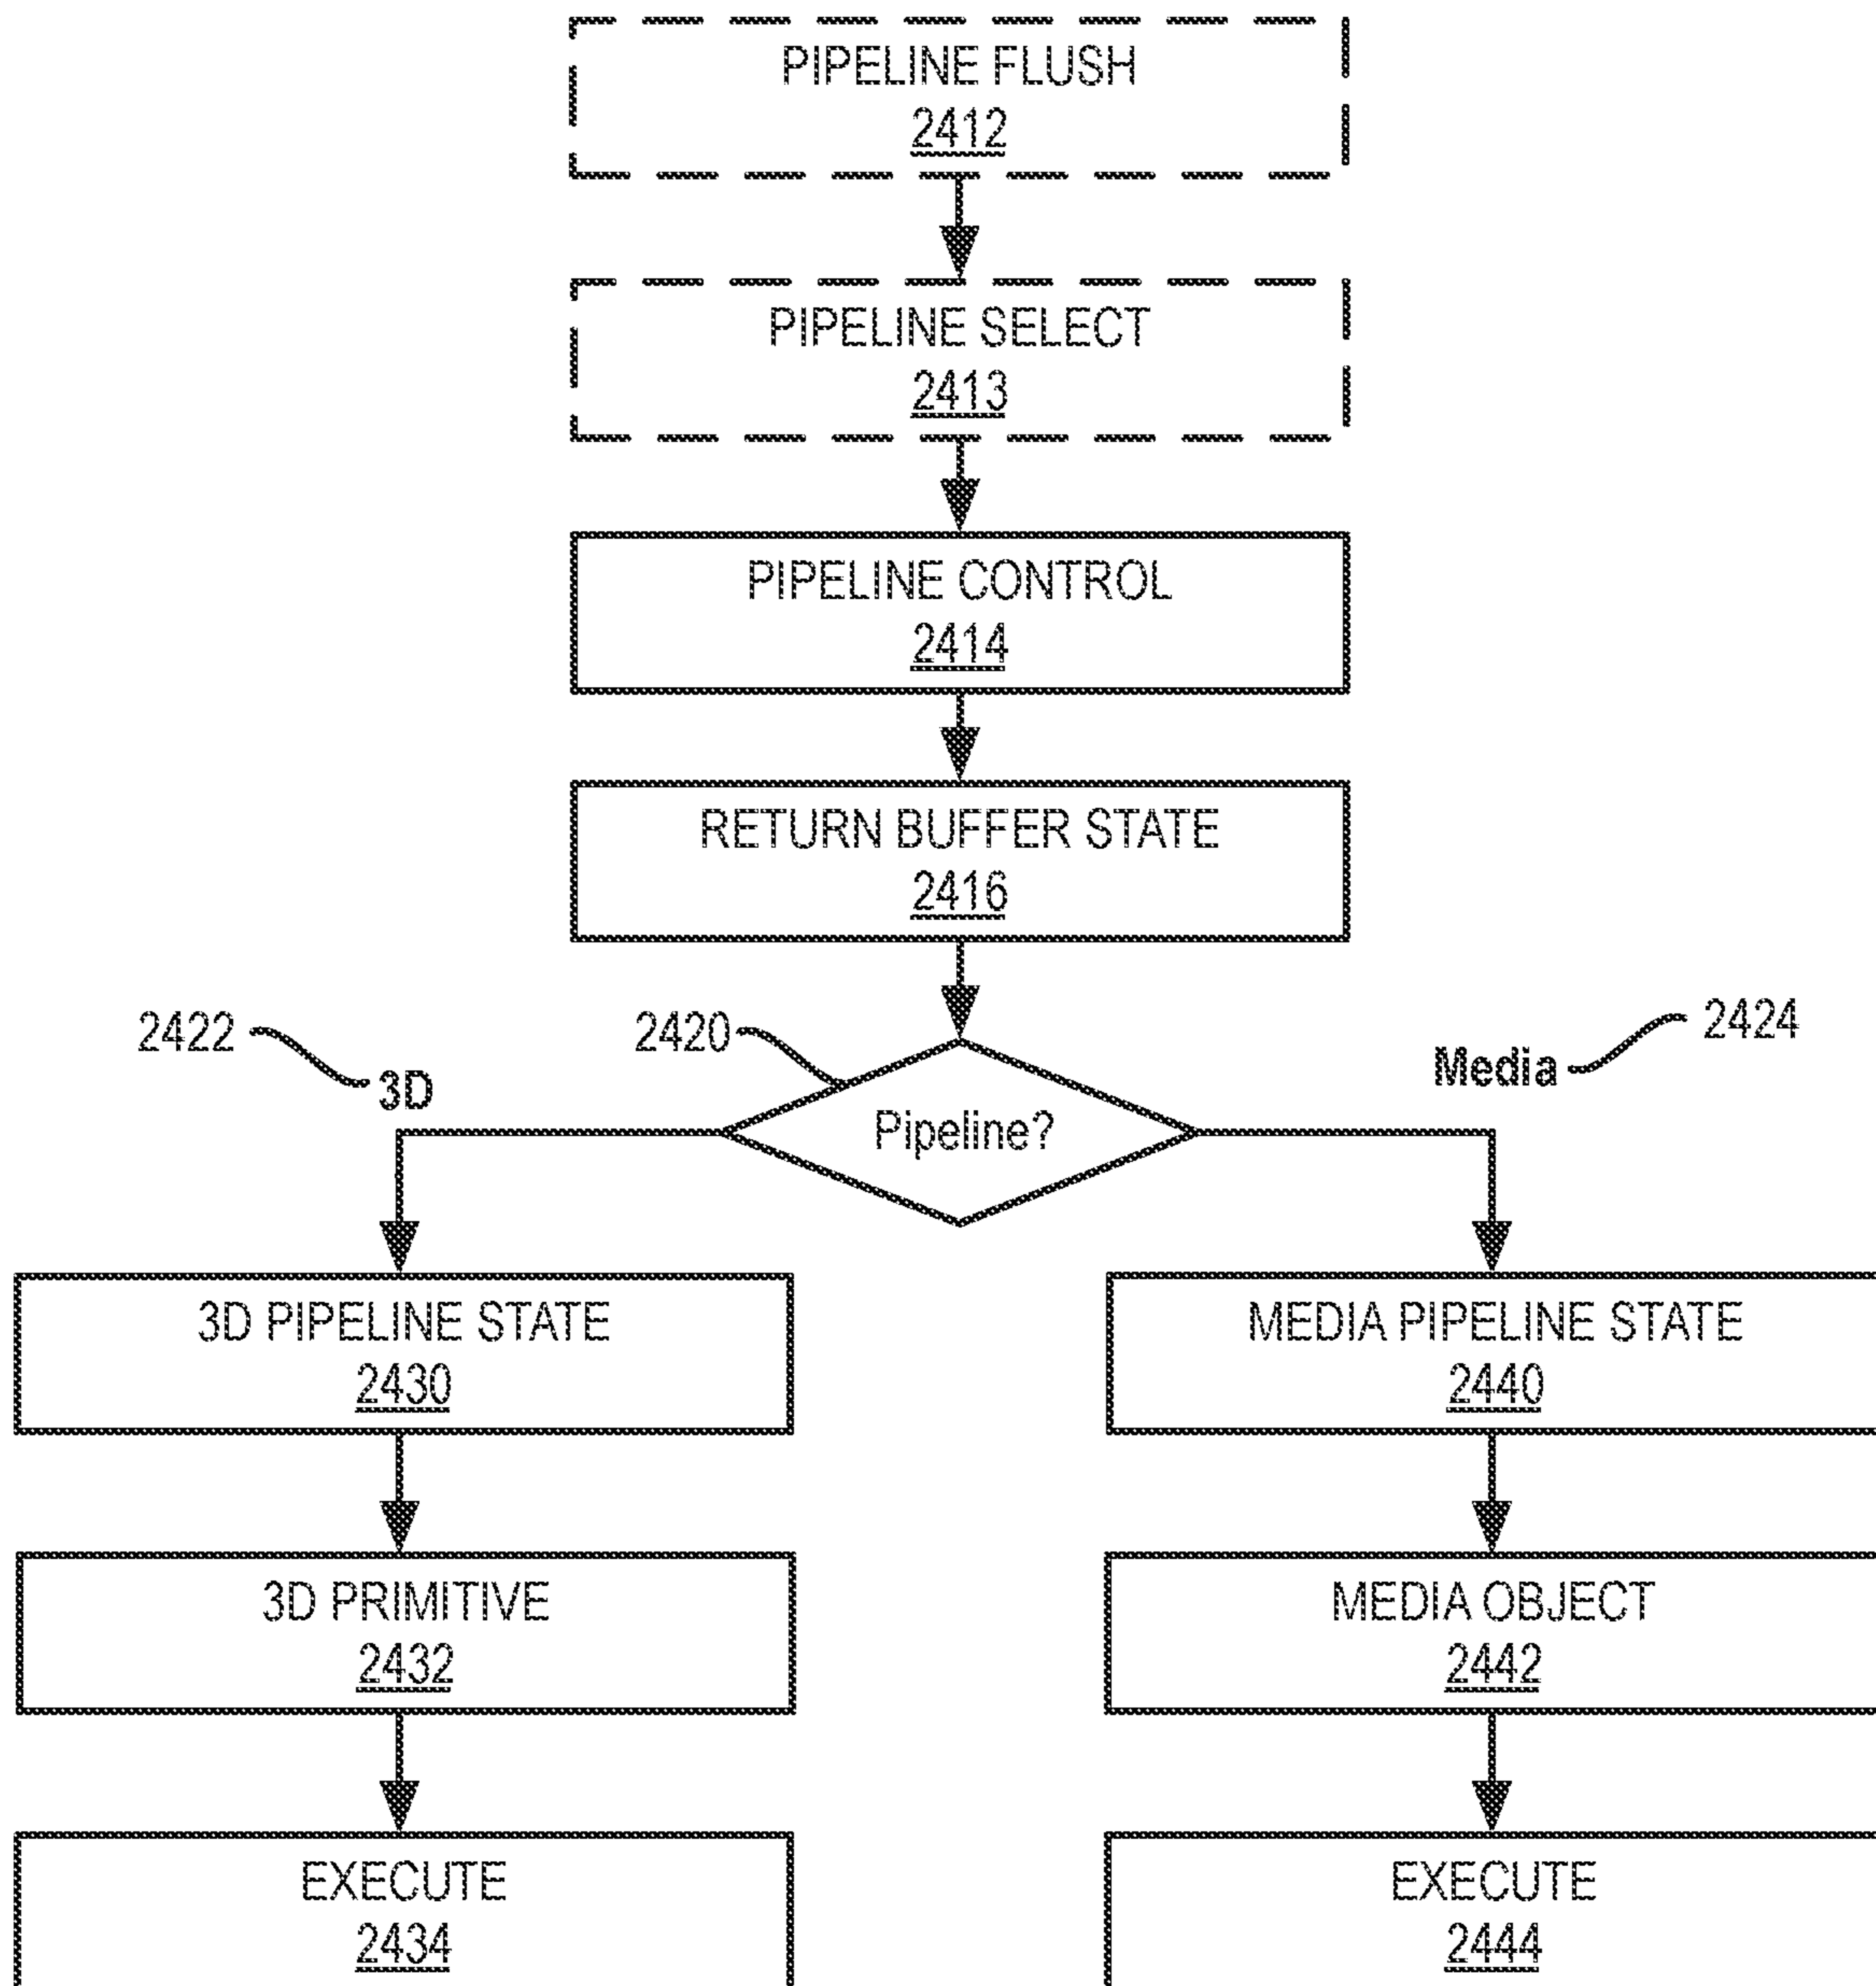 PIPELINE FLUSH
2412
PIPELINE SELECT
2413
PIPELINE CONTROL
2414
RETURN BUFFER STATE
2416
2422
3D
2420
Pipeline?
Media
2424
3D PIPELINE STATE
2430
MEDIA PIPELINE STATE
2440
3D PRIMITIVE
2432
MEDIA OBJECT
2442
EXECUTE
2434
EXECUTE
2444